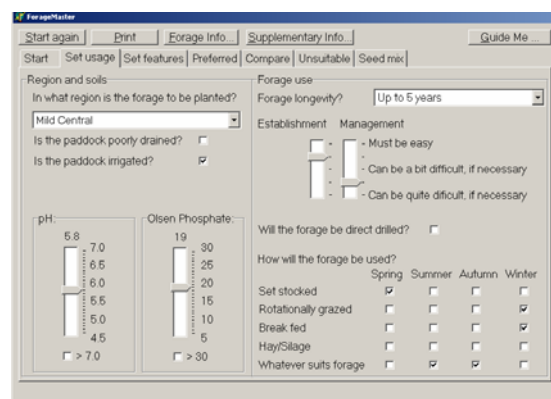 ForageMaster
Start again Print Forage Info... Supplementary Info... Guide Me ...
Start Set usage Set features Preferred Compare Unsuitable Seed mix
Region and soils
In what region is the forage to be planted?
Mild Central
Is the paddock poorly drained?
Is the paddock irrigated?
pH:
5.8
7.0
6.5
6.0
5.5
5.0
4.5
> 7.0
Olsen Phosphate:
19
30
25
20
15
10
5
> 30
Forage use
Forage longevity? Up to 5 years
Establishment Management
- Must be easy
- Can be a bit difficult, if necessary
- Can be quite dificult, if necessary
Will the forage be direct drilled?
How will the forage be used?
Spring Summer Autumn Winter
Set stocked
Rotationally grazed
Break fed
Hay/Silage
Whatever suits forage